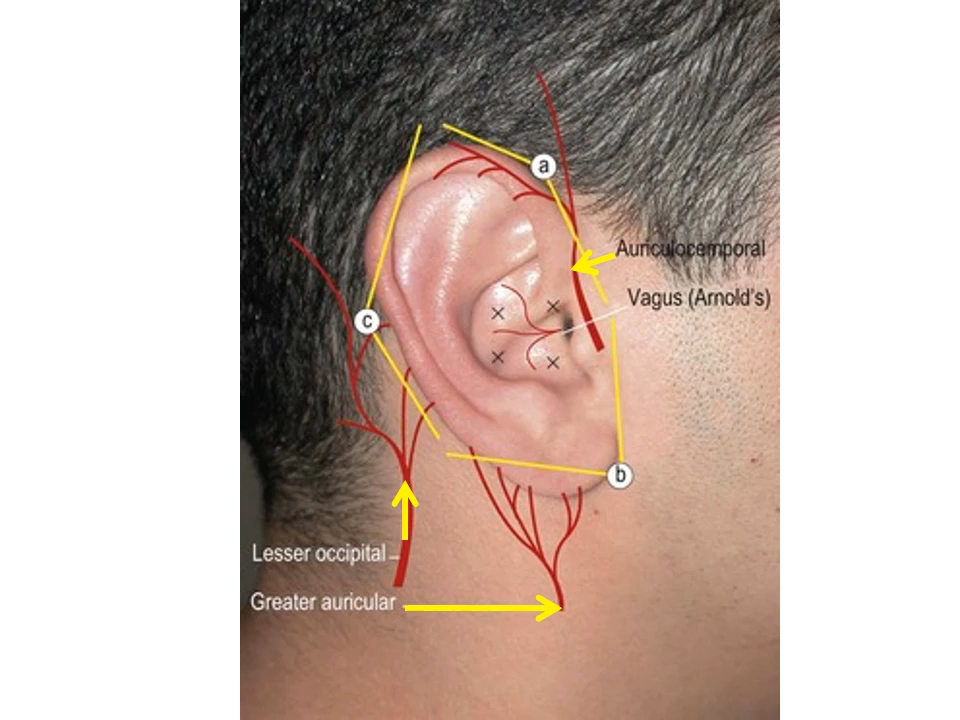 a
Auriculotemporal
Vagus (Arnold's)
c
b
Lesser occipital
Greater auricular